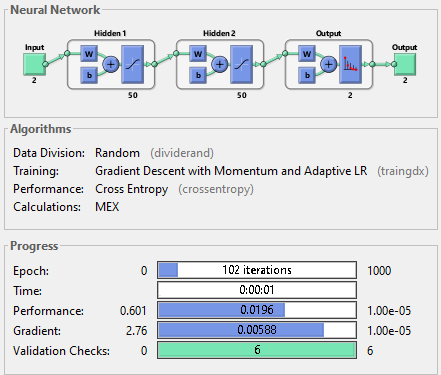 Neural Network
Hidden 1 Hidden 2 Output
Input Output
W W W
b b b
2 50 50 2 2
Algorithms
Data Division: Random (dividerand)
Training: Gradient Descent with Momentum and Adaptive LR (traingdx)
Performance: Cross Entropy (crossentropy)
Calculations: MEX
Progress
Epoch: 0 102 iterations 1000
Time: 0:00:01
Performance: 0.601 0.0196 1.00e-05
Gradient: 2.76 0.00588 1.00e-05
Validation Checks: 0 6 6